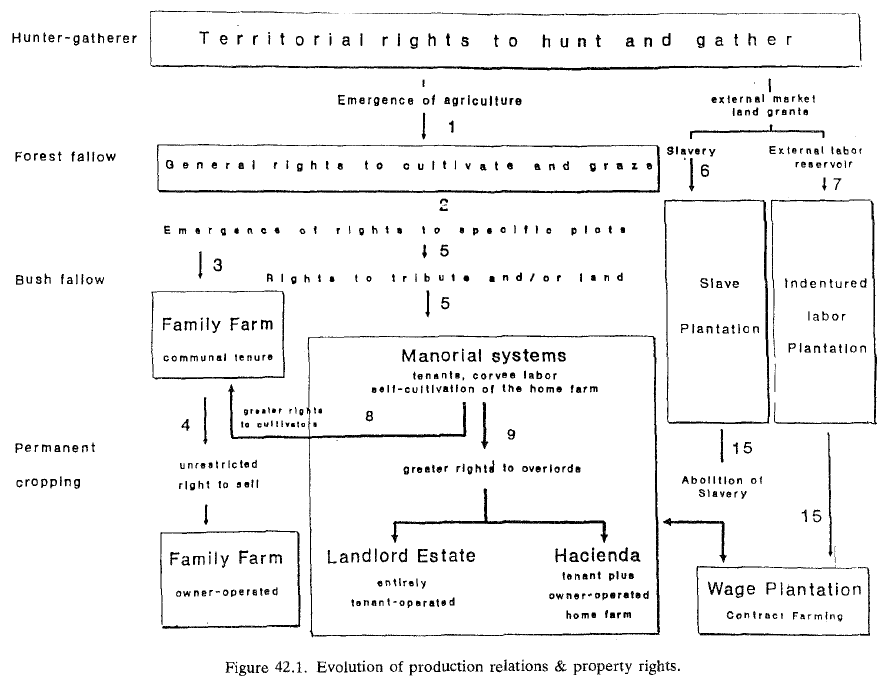 Hunter-gatherer
Territorial rights to hunt and gather
Emergence of agriculture
1
external market
land grants
Forest fallow
General rights to cultivate and graze
Slavery
6
External labor
reservoir
7
2
Emergence of rights to specific plots
3
5
Bush fallow
Rights to tribute and/or land
5
Family Farm
communal tenure
Manorial systems
tenants, corvee labor
self-cultivation of the home farm
Slave
Plantation
Indentured
labor
Plantation
4
greater rights
to cultivators
8
9
Permanent
cropping
unrestricted
right to sell
greater rights to overlords
15
Abolition of
Slavery
15
Family Farm
owner-operated
Landlord Estate
entirely
tenant-operated
Hacienda
tenant plus
owner-operated
home farm
Wage Plantation
Contract Farming
Figure 42.1. Evolution of production relations & property rights.